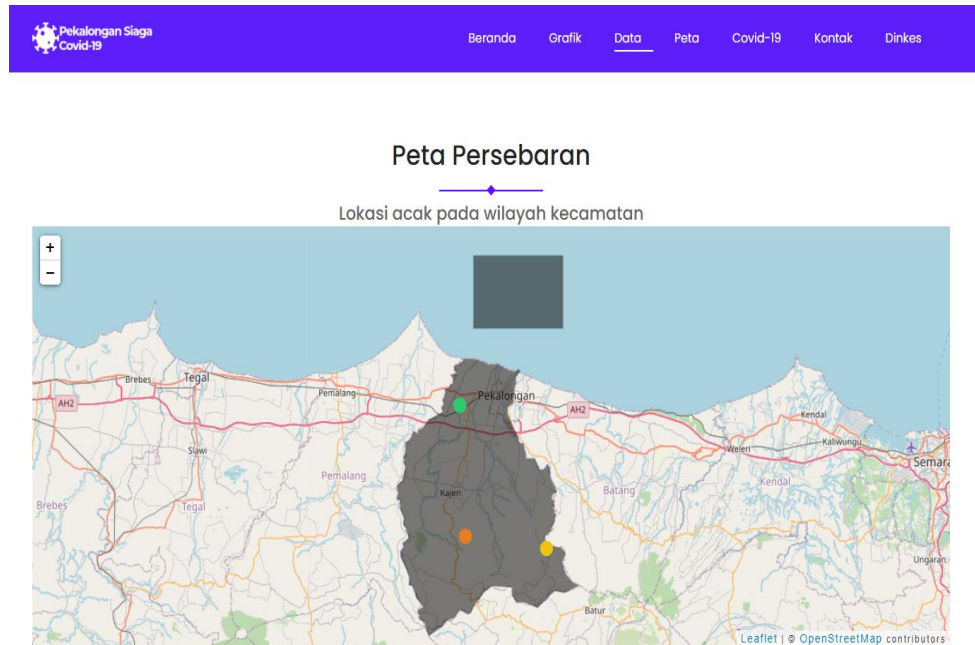 Pekalongan Siaga
Covid-19
Beranda Grafik Data Peta Covid-19 Kontak Dinkes
Peta Persebaran
Lokasi acak pada wilayah kecamatan
+
−
Brebes
Tegal
Pemalang
Pekalongan
AH2
AH2
Kendal
Kaliwungu
Weleri
Semara
Slawi
Pemalang
Kajen
Batang
Kendal
Brebes
Tegal
Ungaran
Batur
Leaflet | © OpenStreetMap contributors